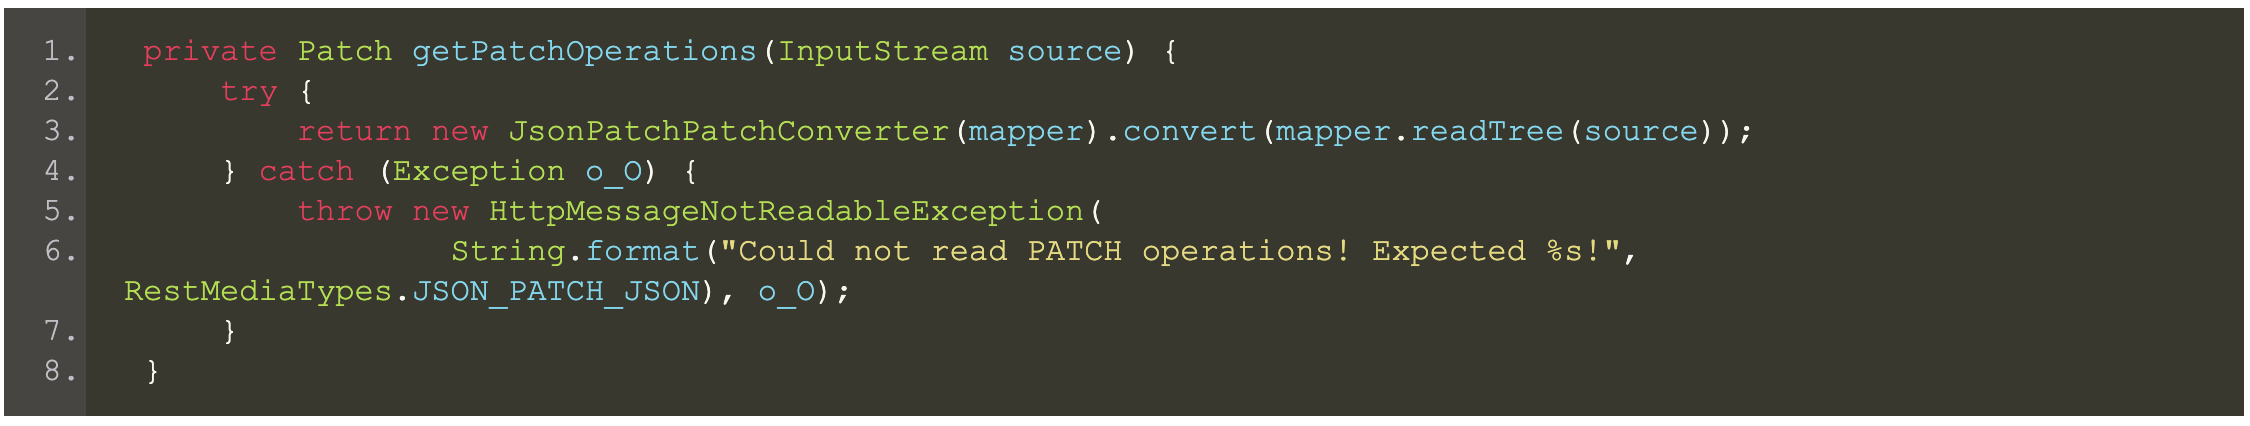 1. private Patch getPatchOperations(InputStream source) {
2. try {
3. return new JsonPatchPatchConverter(mapper).convert(mapper.readTree(source));
4. } catch (Exception o_O) {
5. throw new HttpMessageNotReadableException(
6. String.format("Could not read PATCH operations! Expected %s!",
RestMediaTypes.JSON_PATCH_JSON), o_O);
7. }
8. }